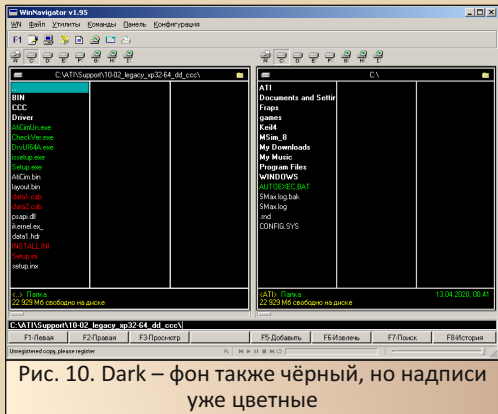 WinNavigator v1.95
WN Файл Утилиты Команды Панель Конфигурация
F1
A: C: D: E: F: G: H: I:
A: C: D: E: F: G: H: I:
C:\ATI\Support\10-02_legacy_xp32-64_dd_ccc\
C:\
..
BIN
CCC
Driver
AtiCimUn.exe
CheckVer.exe
DrvUI64A.exe
issetup.exe
Setup.exe
AtiCim.bin
layout.bin
data1.cab
data2.cab
psapi.dll
ikernel.ex_
data1.hdr
INSTALL.INI
Setup.ini
setup.inx
ATI
Documents and Settir
Fraps
games
Keil4
MSim_8
My Downloads
My Music
Program Files
WINDOWS
AUTOEXEC.BAT
SMax.log.bak
SMax.log
.rnd
CONFIG.SYS
<..> Папка
22 929 Мб свободно на диске
<ATI> Папка 13.04.2020, 00:41
22 929 Мб свободно на диске
C:\ATI\Support\10-02_legacy_xp32-64_dd_ccc\
F1-Левая F2-Правая F3-Просмотр F5-Добавить F6-Извлечь F7-Поиск F8-История
Unregistered copy, please register
Рис. 10. Dark – фон также чёрный, но надписи
уже цветные